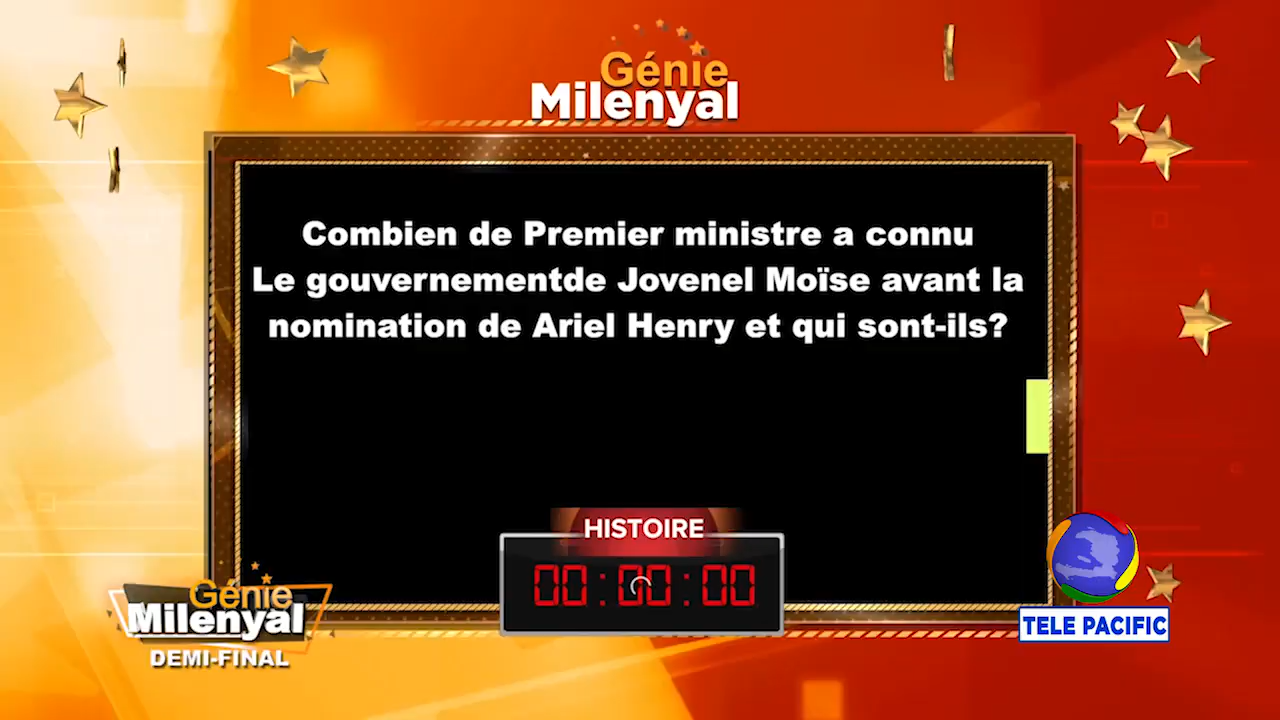 Génie
Milenyal
Combien de Premier ministre a connu
Le gouvernementde Jovenel Moïse avant la
nomination de Ariel Henry et qui sont-ils?
HISTOIRE
00:00:00
Génie
Milenyal
DEMI-FINAL
TELE PACIFIC